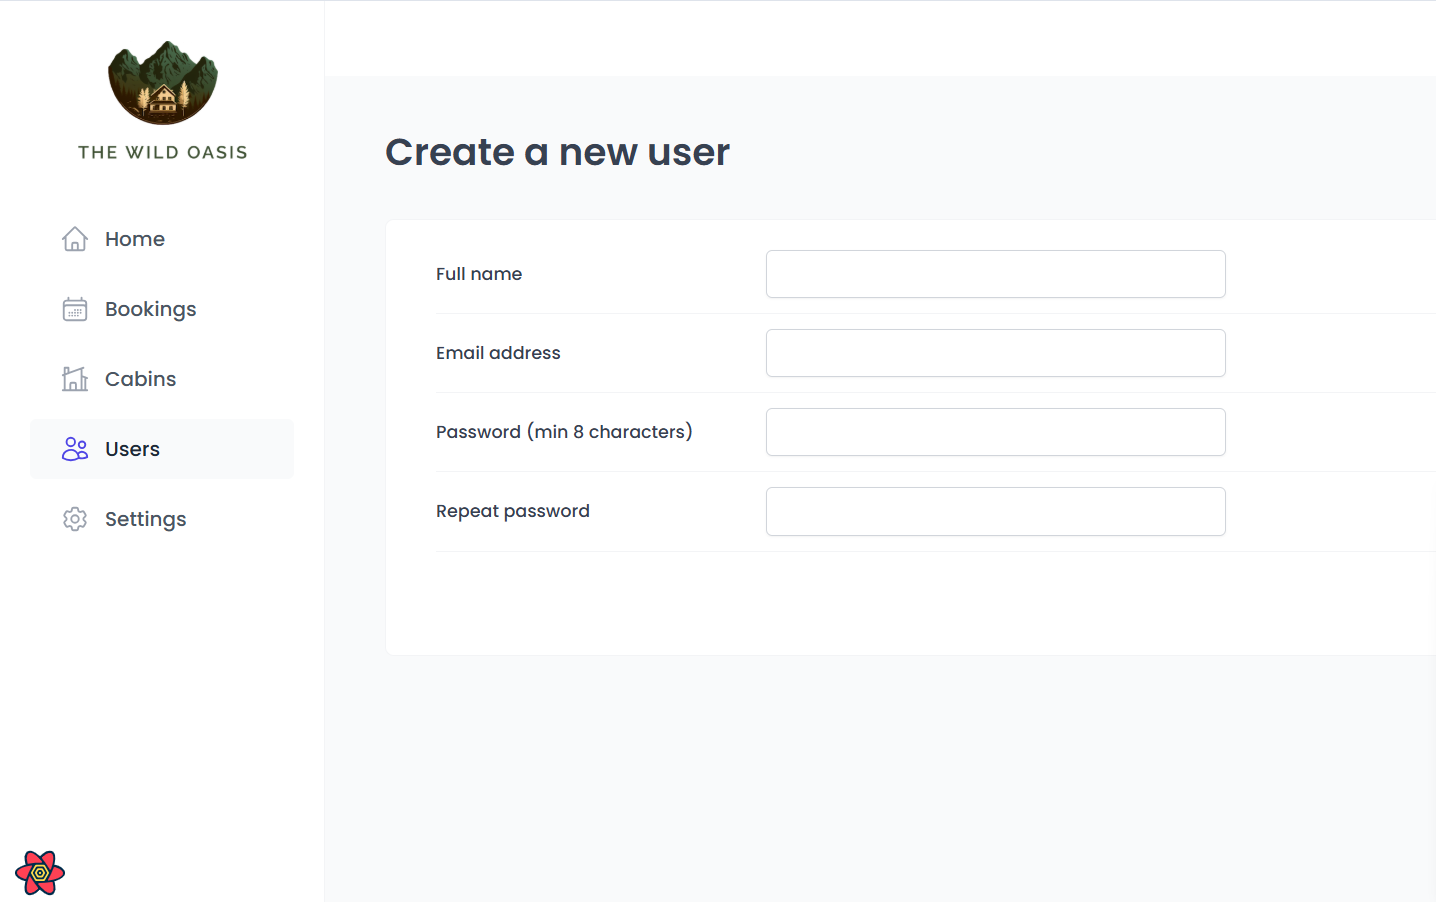 THE WILD OASIS
Home
Bookings
Cabins
Users
Settings
Create a new user
Full name
Email address
Password (min 8 characters)
Repeat password